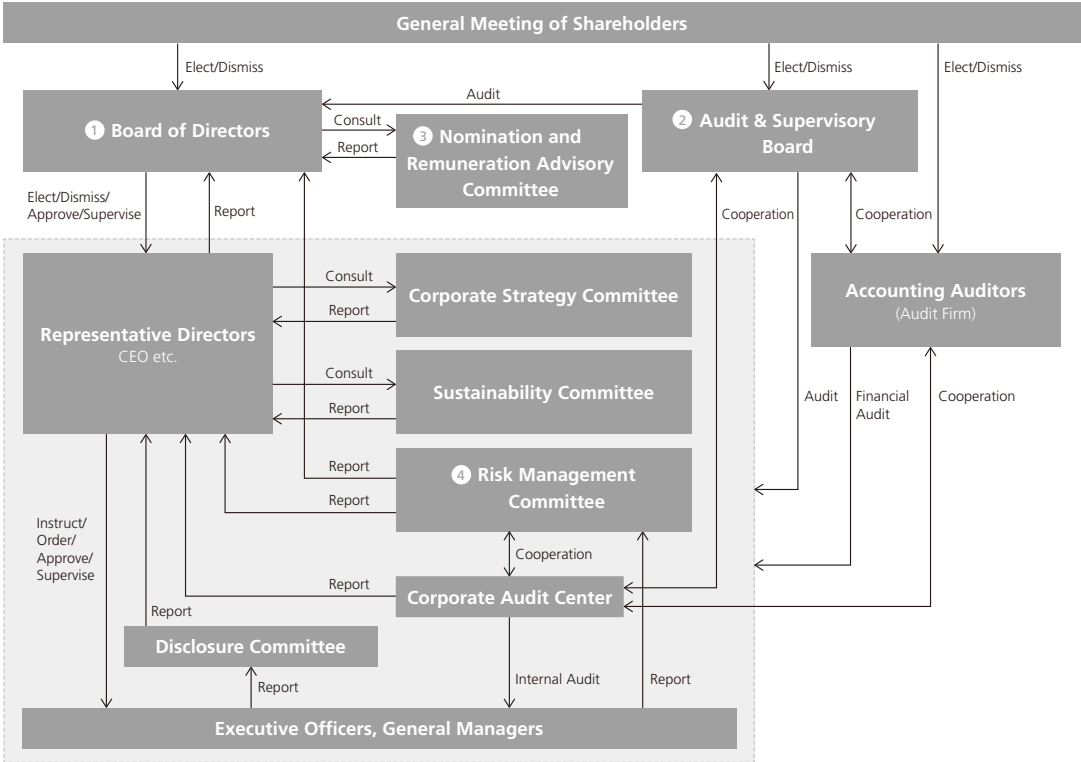 General Meeting of Shareholders
Elect/Dismiss
Elect/Dismiss
Elect/Dismiss
Audit
1 Board of Directors
Consult
Report
3 Nomination and
Remuneration Advisory
Committee
2 Audit & Supervisory
Board
Elect/Dismiss/
Approve/Supervise
Report
Cooperation
Cooperation
Representative Directors
CEO etc.
Consult
Report
Corporate Strategy Committee
Accounting Auditors
(Audit Firm)
Consult
Report
Sustainability Committee
Audit
Financial
Audit
Cooperation
Report
Report
4 Risk Management
Committee
Instruct/
Order/
Approve/
Supervise
Cooperation
Report
Corporate Audit Center
Report
Disclosure Committee
Report
Internal Audit
Report
Executive Officers, General Managers